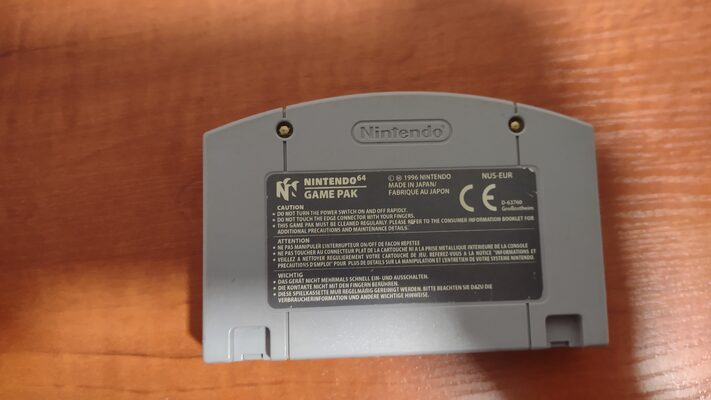 Nintendo
NINTENDO 64
GAME PAK
© Ⓜ 1996 NINTENDO
MADE IN JAPAN/
FABRIQUE AU JAPON
NUS-EUR
CE
D-63760
Großostheim
CAUTION
• DO NOT TURN THE POWER SWITCH ON AND OFF RAPIDLY.
• DO NOT TOUCH THE EDGE CONNECTOR WITH YOUR FINGERS.
• THIS GAME PAK MUST BE CLEANED REGULARLY. PLEASE REFER TO THE CONSUMER INFORMATION BOOKLET FOR
ADDITIONAL PRECAUTIONS AND MAINTENANCE DETAILS.
ATTENTION
• NE PAS MANIPULER L'INTERRUPTEUR ON/OFF DE FACON REPETEE
• NE PAS TOUCHER AU CONNECTEUR PLAT DE LA CARTOUCHE NI A LA PRISE METALLIQUE INTERIEURE DE LA CONSOLE
• VEILLEZ A NETTOYER REGULIEREMENT VOTRE CARTOUCHE DE JEU. REFEREZ-VOUS A LA NOTICE "INFORMATIONS ET
PRECAUTIONS D'EMPLOI" POUR PLUS DE DETAILS SUR LA MANIPULATION ET L'ENTRETIEN DE VOTRE SYSTEME NINTENDO.
WICHTIG
• DAS GERÄT NICHT MEHRMALS SCHNELL EIN- UND AUSSCHALTEN.
• DIE KONTAKTE NICHT MIT DEN FINGERN BERÜHREN.
• DIESE SPIELKASSETTE MUß REGELMÄßIG GEREINIGT WERDEN. BITTE BEACHTEN SIE DAZU DIE
VERBRAUCHERINFORMATION UND ANDERE WICHTIGE HINWEISE.